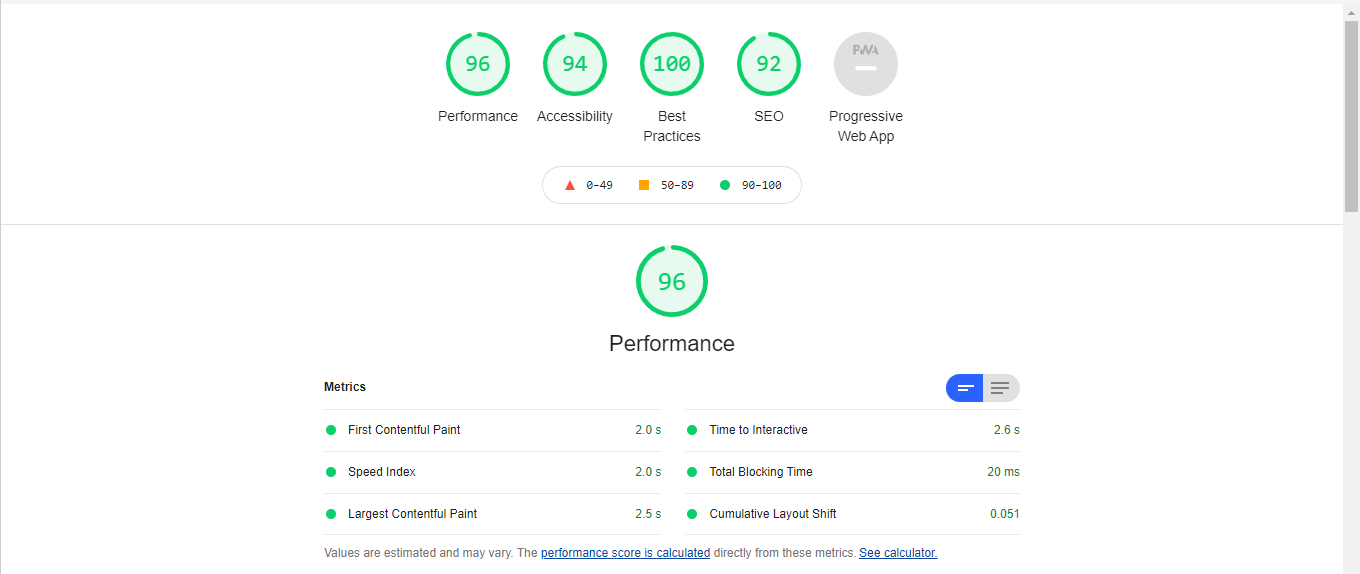 96 94 100 92 PWA
Performance Accessibility Best Practices SEO Progressive Web App
0–49 50–89 90–100
96
Performance
Metrics
First Contentful Paint 2.0 s
Time to Interactive 2.6 s
Speed Index 2.0 s
Total Blocking Time 20 ms
Largest Contentful Paint 2.5 s
Cumulative Layout Shift 0.051
Values are estimated and may vary. The performance score is calculated directly from these metrics. See calculator.